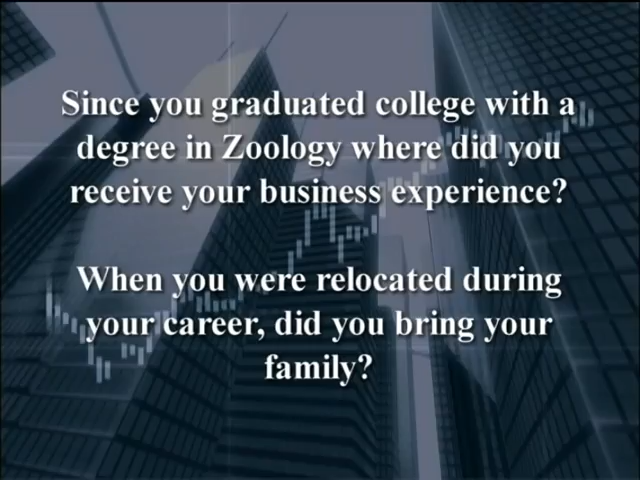 Since you graduated college with a
degree in Zoology where did you
receive your business experience?
When you were relocated during
your career, did you bring your
family?